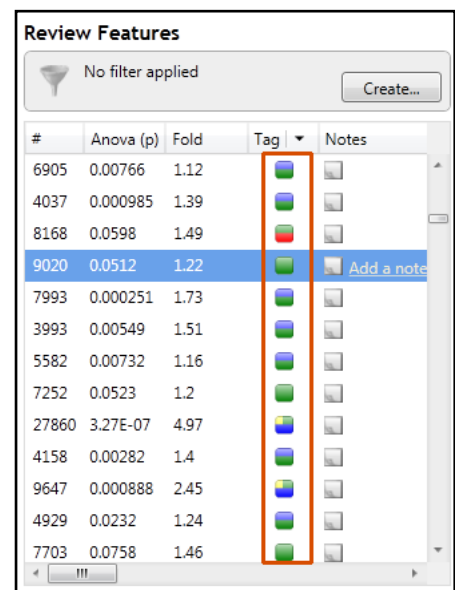 Review Features
No filter applied
Create...
# Anova (p) Fold Tag Notes
6905 0.00766 1.12
4037 0.000985 1.39
8168 0.0598 1.49
9020 0.0512 1.22 Add a note
7993 0.000251 1.73
3993 0.00549 1.51
5582 0.00732 1.16
7252 0.0523 1.2
27860 3.27E-07 4.97
4158 0.00282 1.4
9647 0.000888 2.45
4929 0.0232 1.24
7703 0.0758 1.46